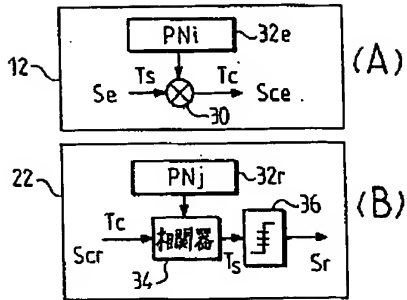 PNi 32e
12 Ts Tc (A)
Se Sce
30
22 PNj 32r
36 (B)
Tc 相関器
Scr Ts Sr
34